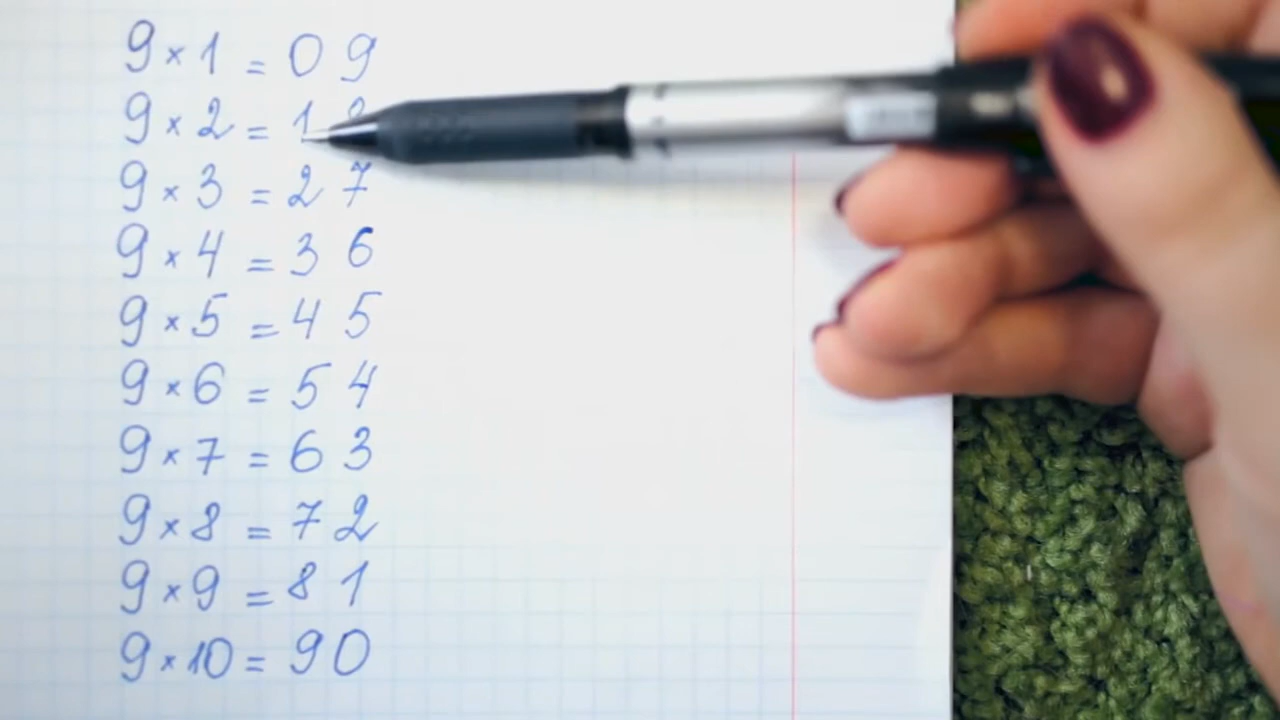 9 × 1 = 0 9
9 × 2 = 1 8
9 × 3 = 2 7
9 × 4 = 3 6
9 × 5 = 4 5
9 × 6 = 5 4
9 × 7 = 6 3
9 × 8 = 7 2
9 × 9 = 8 1
9 × 10 = 9 0